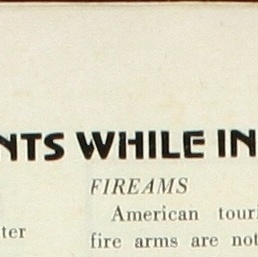 NTS WHILE IN
FIREAMS
American touri
fire arms are not
ter